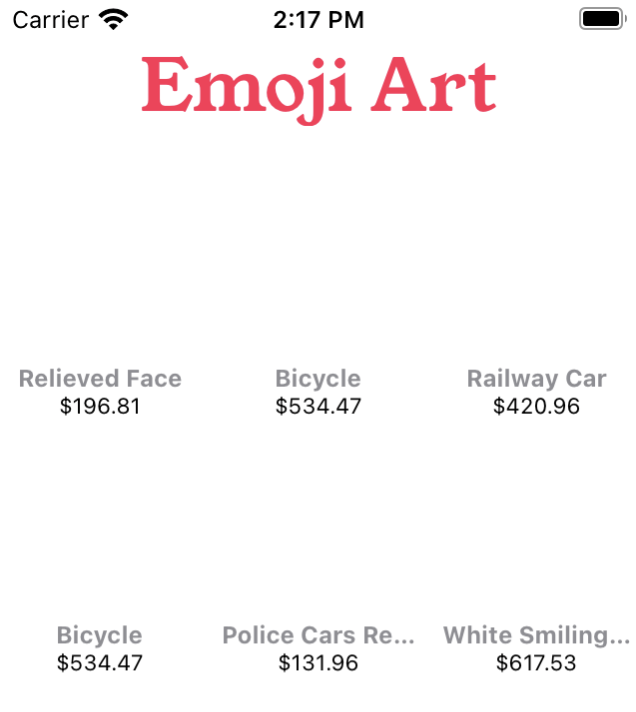 Carrier 2:17 PM
Emoji Art
Relieved Face Bicycle Railway Car
$196.81 $534.47 $420.96
Bicycle Police Cars Re... White Smiling...
$534.47 $131.96 $617.53